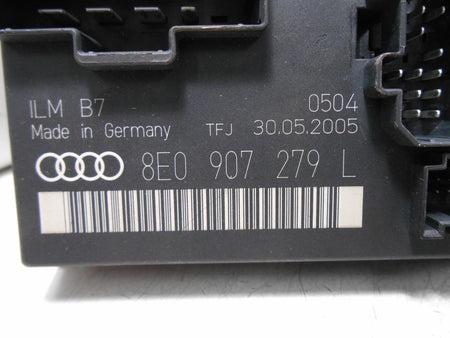 ILM B7 0504
Made in Germany TFJ 30.05.2005
8E0 907 279 L